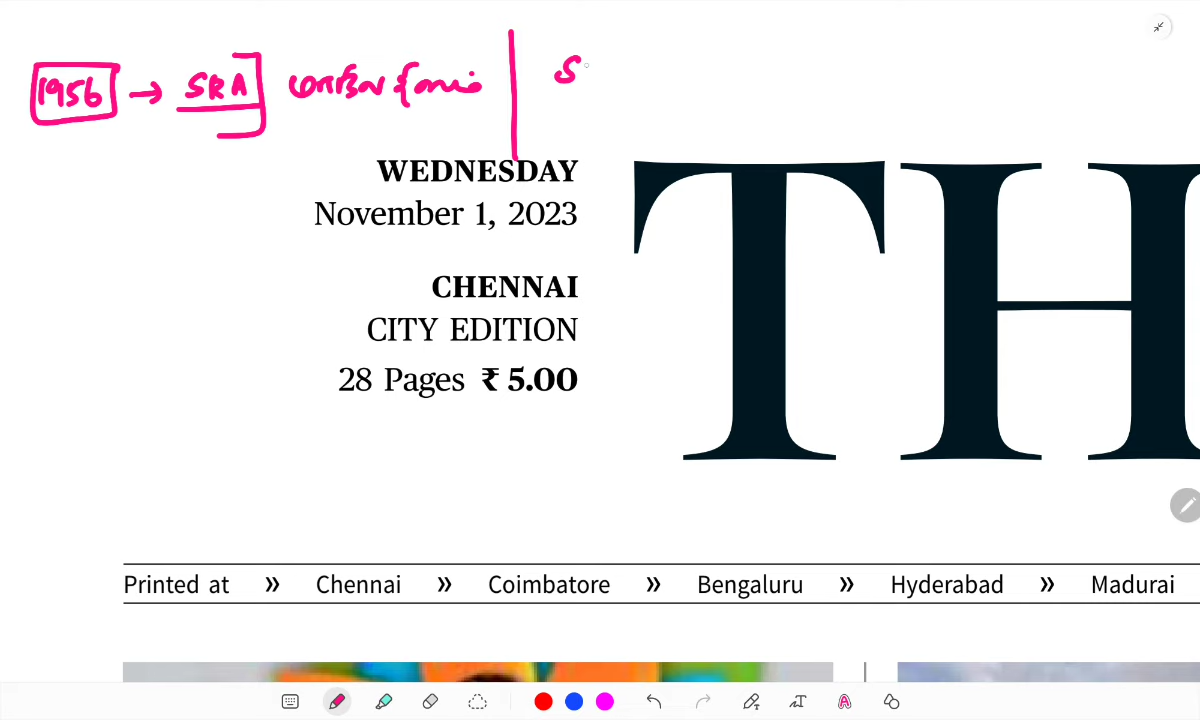 1956 → SRA
S
WEDNESDAY
November 1, 2023
CHENNAI
CITY EDITION
28 Pages ₹ 5.00
TH
Printed at » Chennai » Coimbatore » Bengaluru » Hyderabad » Madurai